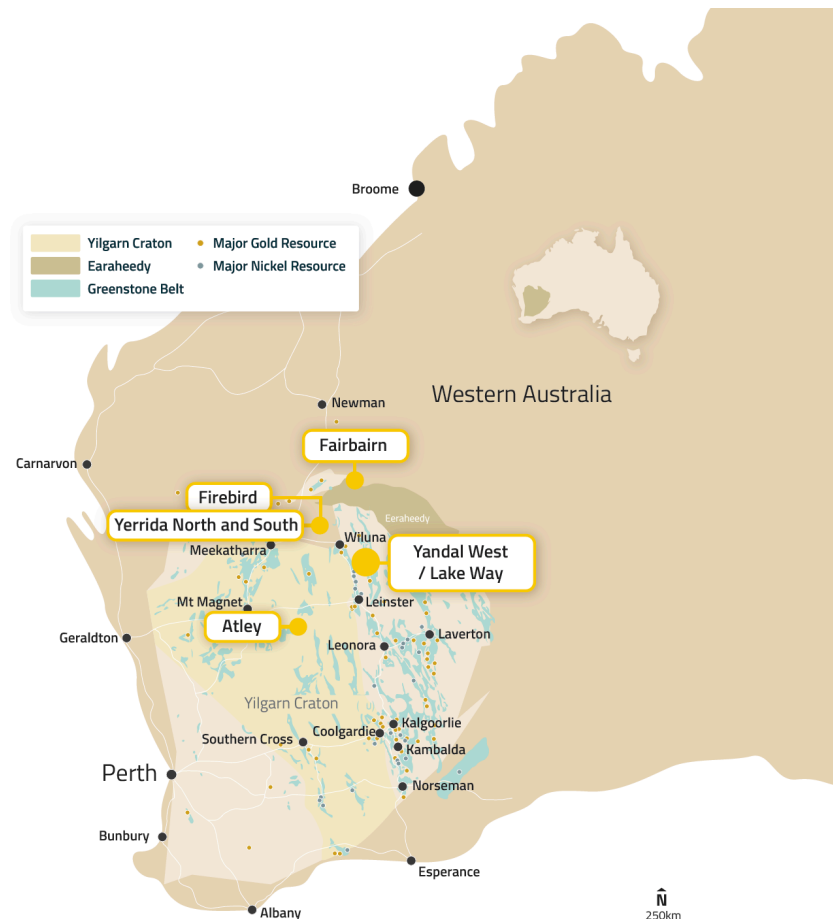 Broome
Yilgarn Craton
Major Gold Resource
Earaheedy
Major Nickel Resource
Greenstone Belt
Western Australia
Newman
Fairbairn
Carnarvon
Firebird
Eeraheedy
Yerrida North and South
Wiluna
Meekatharra
Yandal West
/ Lake Way
Mt Magnet
Leinster
Atley
Geraldton
Laverton
Leonora
Yilgarn Craton
Kalgoorlie
Coolgardie
Southern Cross
Kambalda
Perth
Norseman
Bunbury
Esperance
N
Albany
250km